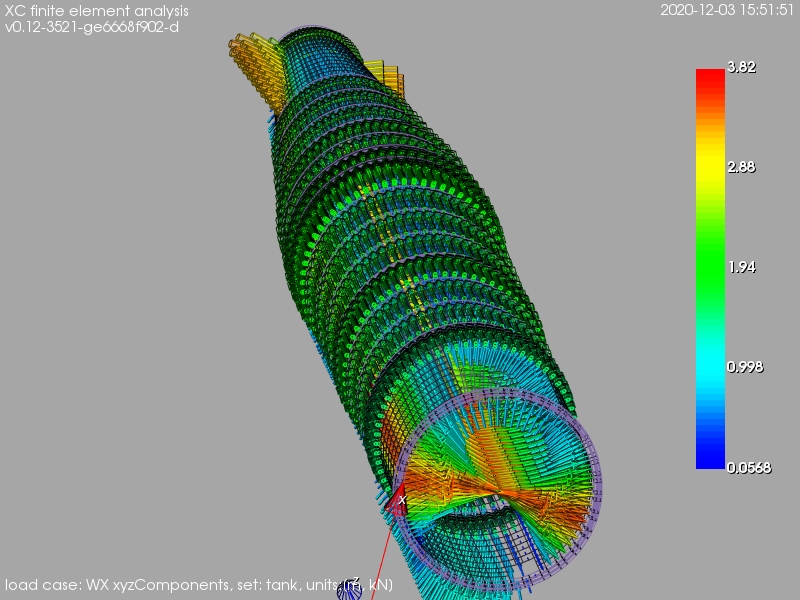 XC finite element analysis
v0.12-3521-ge6668f902-d
2020-12-03 15:51:51
3.82
2.88
1.94
0.998
0.0568
X
Z
load case: WX xyzComponents, set: tank, units:[m, kN]